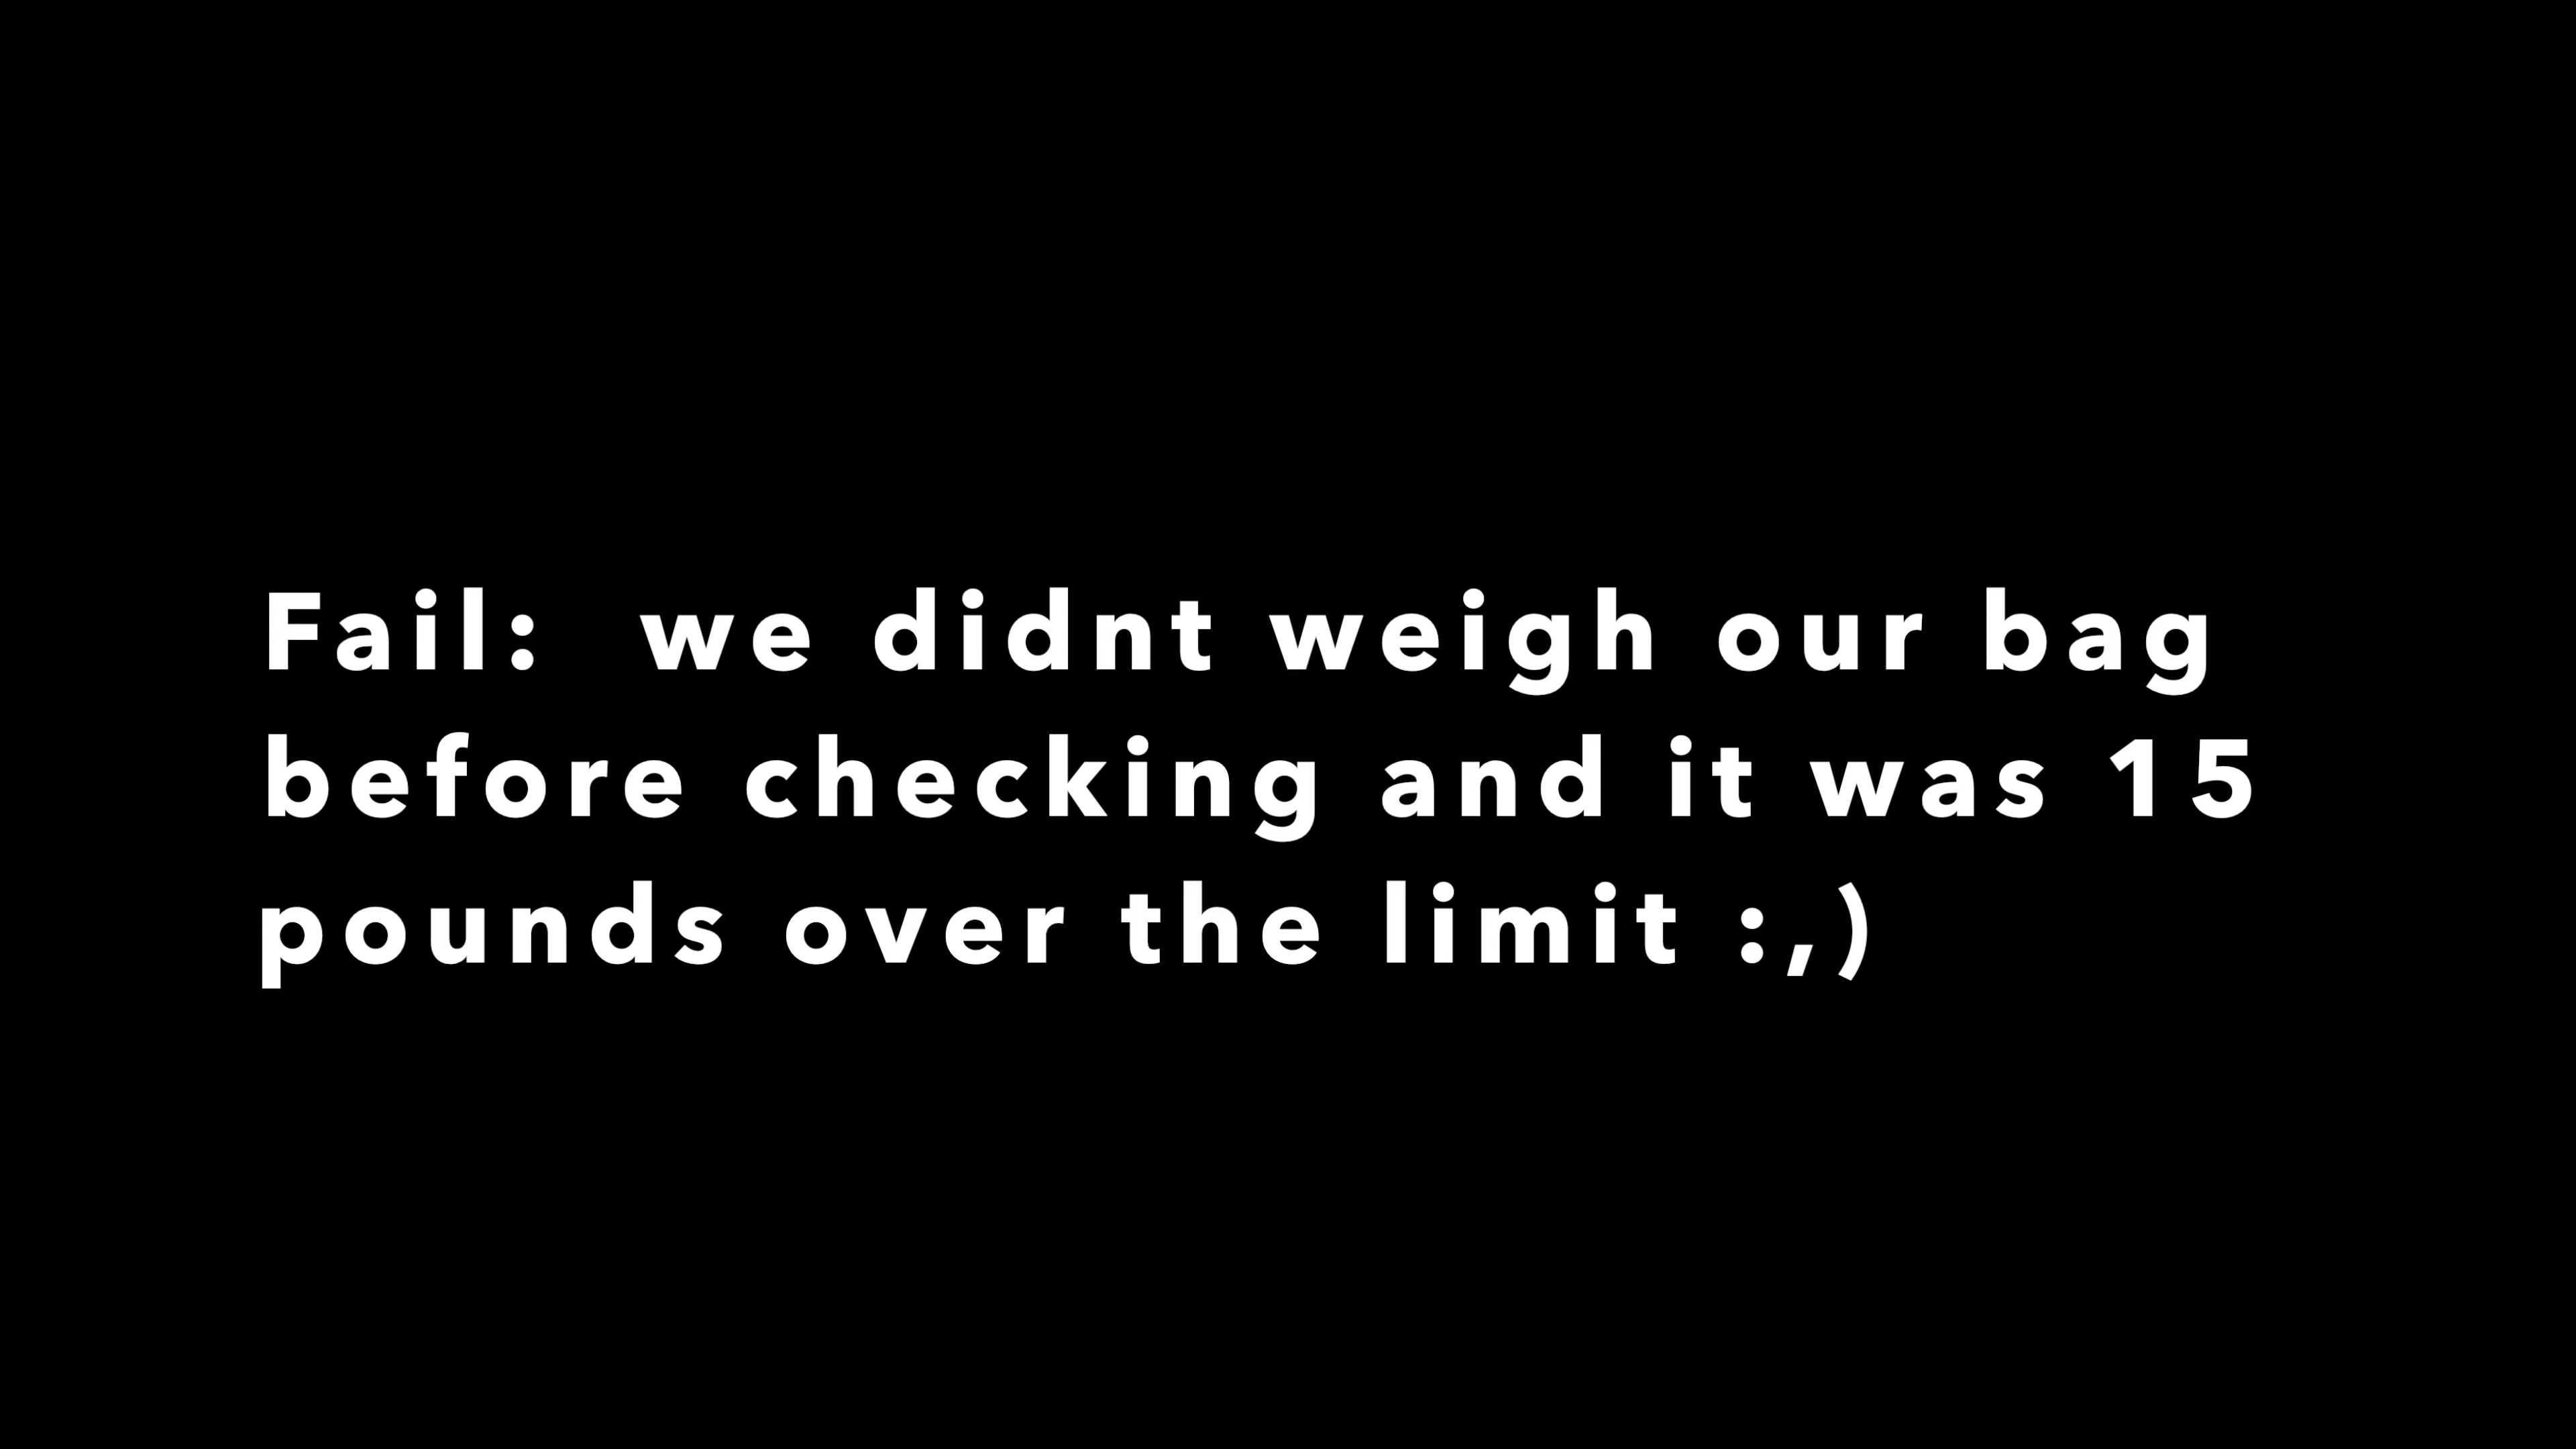 Fail:  we didnt weigh our bag
before checking and it was 15
pounds over the limit :,)